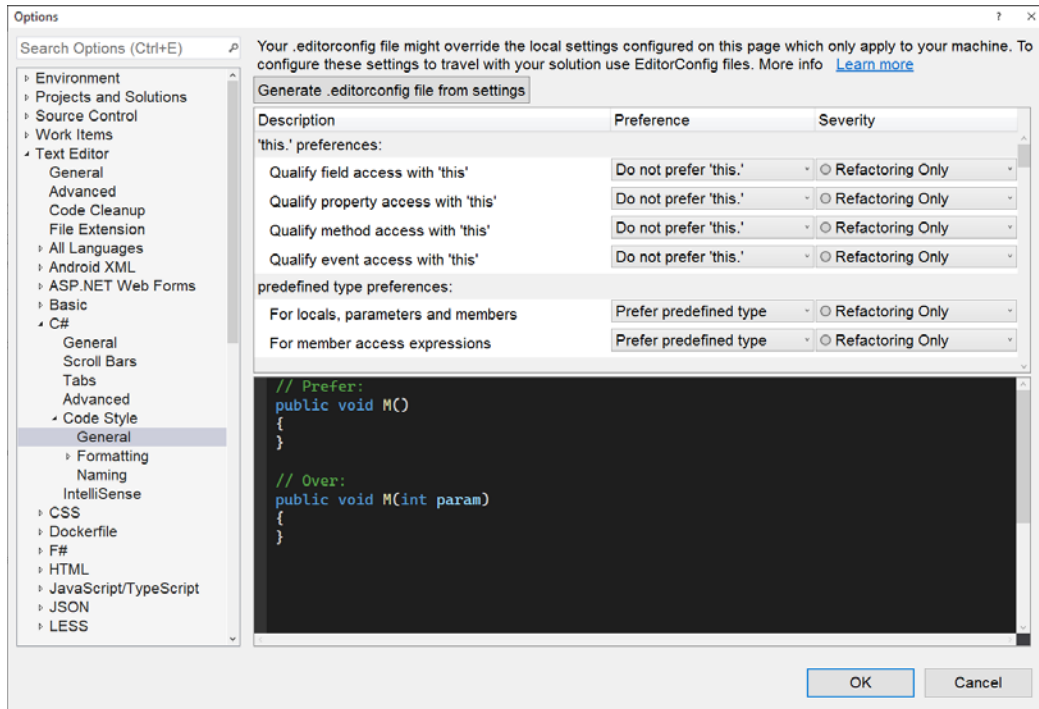 Options
?
Search Options (Ctrl+E)
Environment
Projects and Solutions
Source Control
Work Items
Text Editor
General
Advanced
Code Cleanup
File Extension
All Languages
Android XML
ASP.NET Web Forms
Basic
C#
General
Scroll Bars
Tabs
Advanced
Code Style
General
Formatting
Naming
IntelliSense
CSS
Dockerfile
F#
HTML
JavaScript/TypeScript
JSON
LESS
Your .editorconfig file might override the local settings configured on this page which only apply to your machine. To
configure these settings to travel with your solution use EditorConfig files. More info Learn more
Generate .editorconfig file from settings
Description Preference Severity
'this.' preferences:
Qualify field access with 'this' Do not prefer 'this.' Refactoring Only
Qualify property access with 'this' Do not prefer 'this.' Refactoring Only
Qualify method access with 'this' Do not prefer 'this.' Refactoring Only
Qualify event access with 'this' Do not prefer 'this.' Refactoring Only
predefined type preferences:
For locals, parameters and members Prefer predefined type Refactoring Only
For member access expressions Prefer predefined type Refactoring Only
// Prefer:
public void M()
{
}
// Over:
public void M(int param)
{
}
OK Cancel